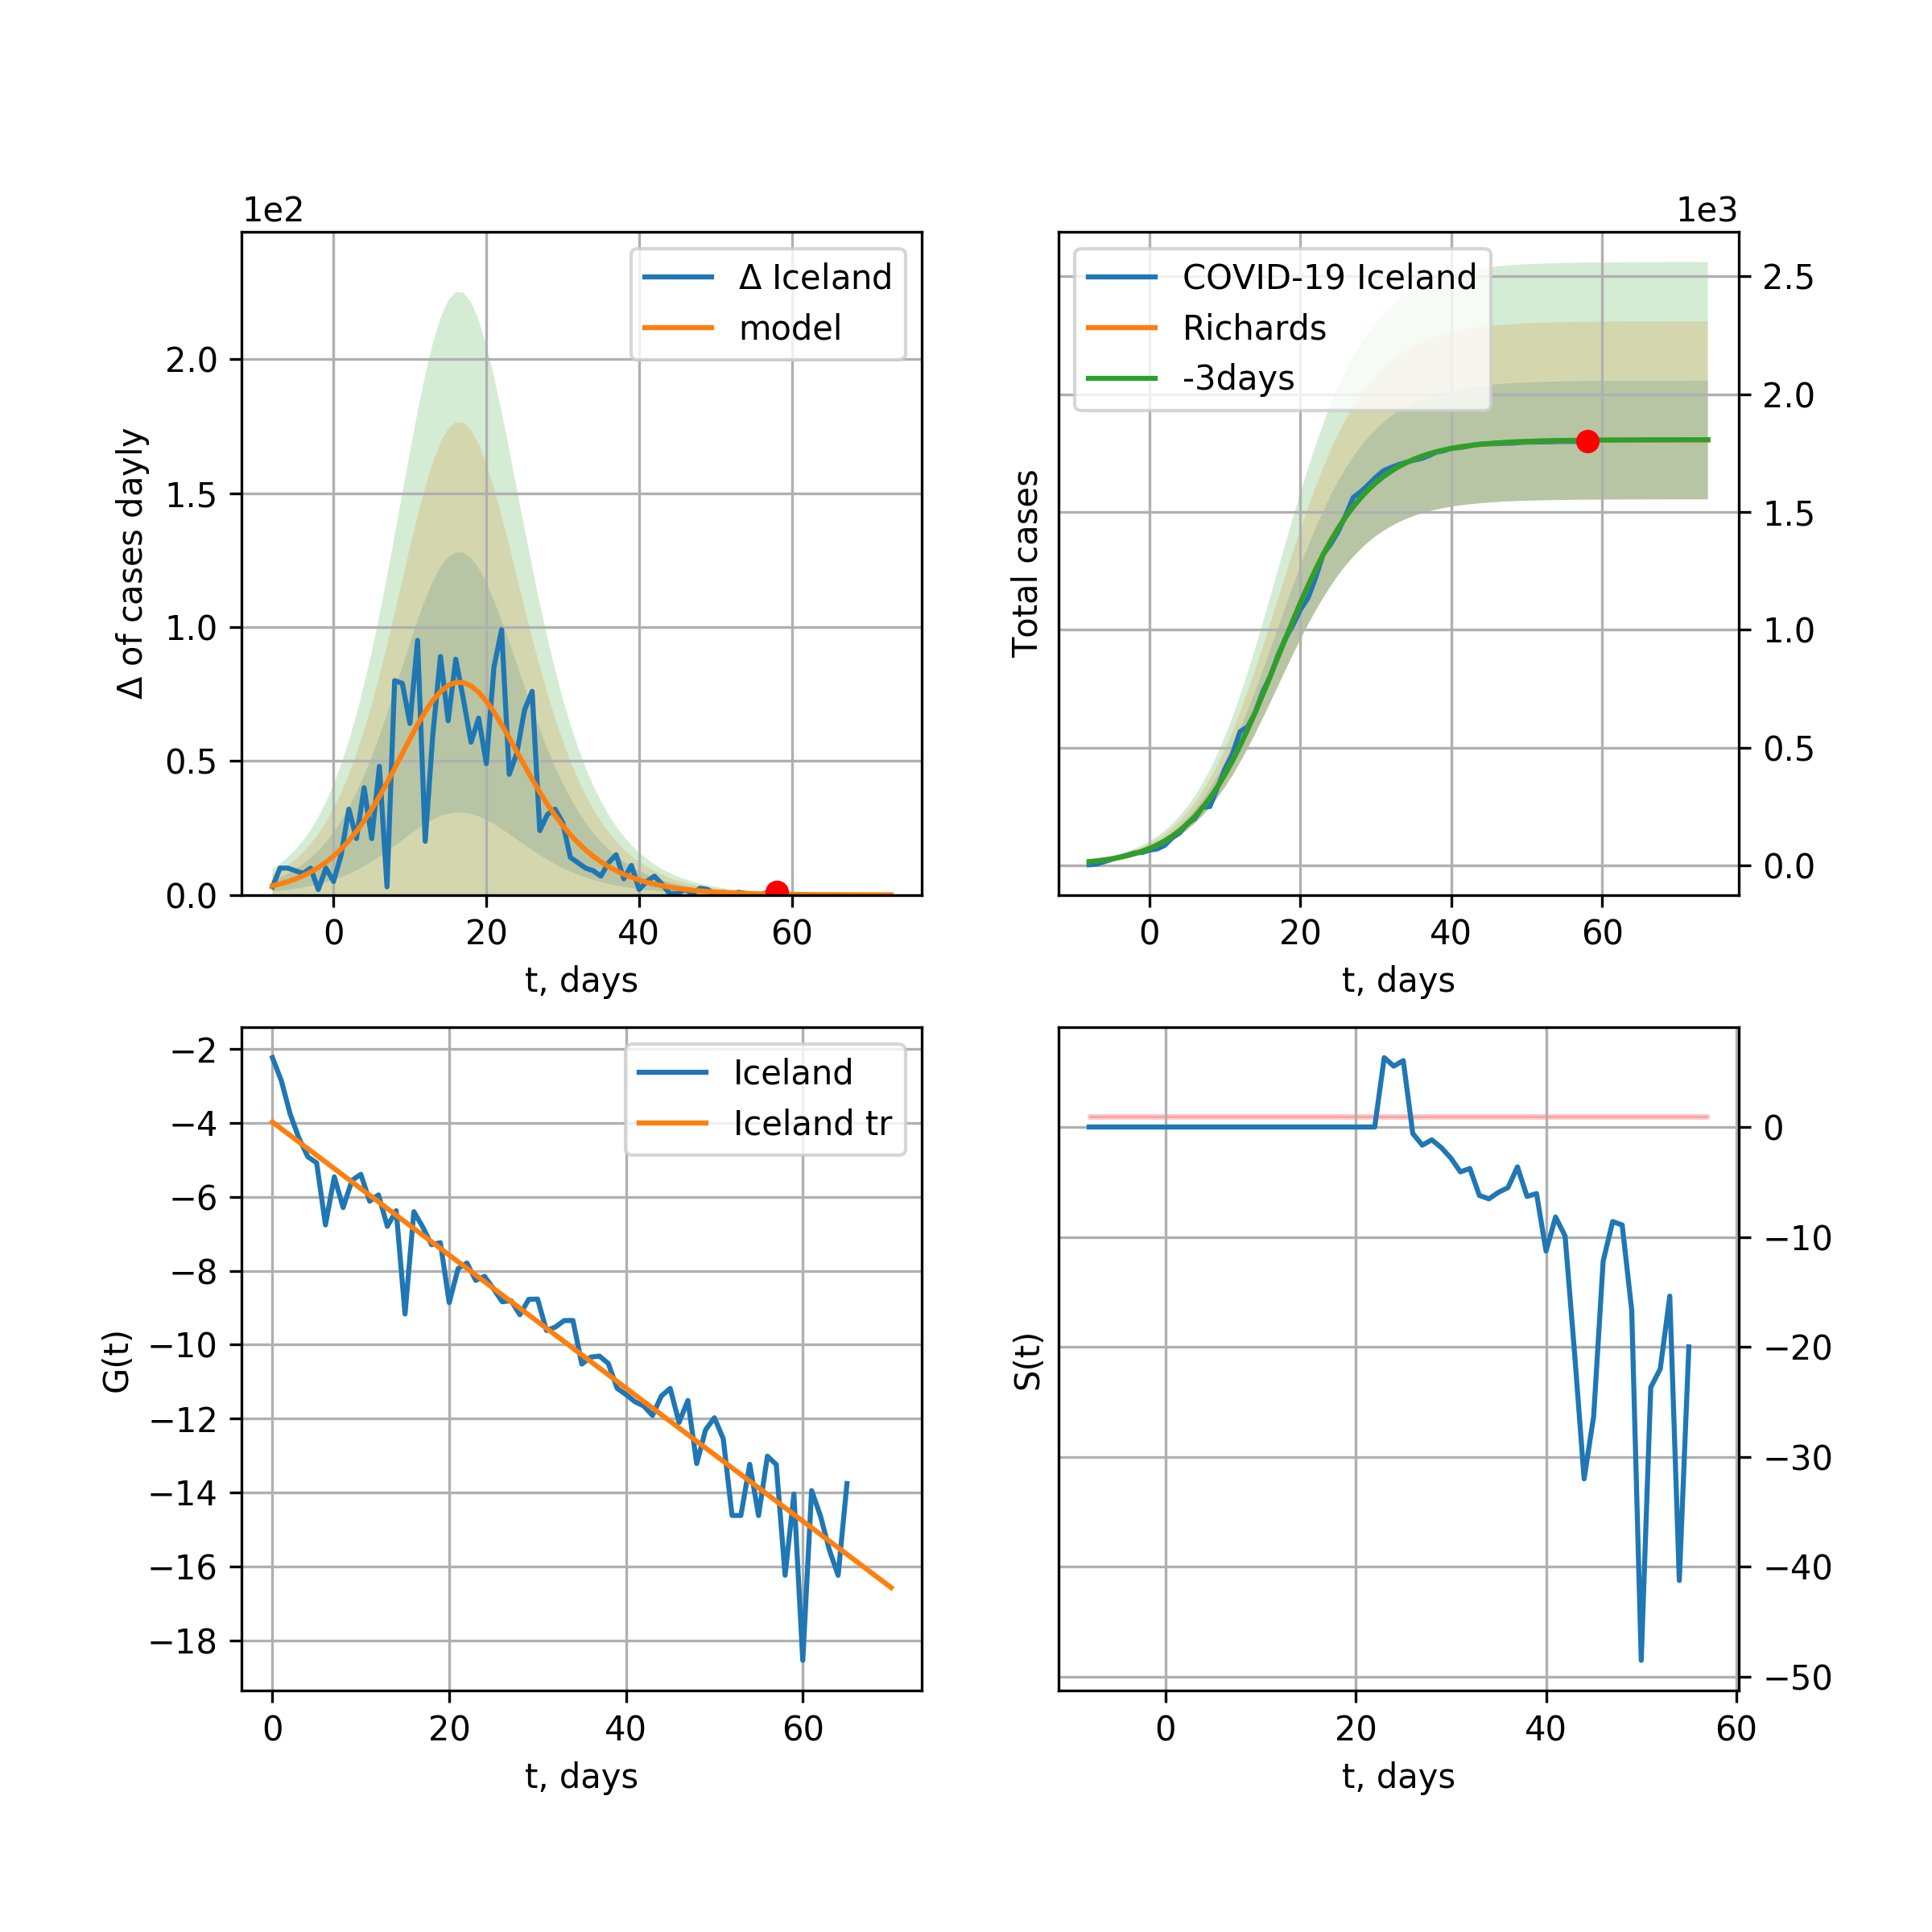 1e2
Δ Iceland
model
Δ of cases dayly
2.0
1.5
1.0
0.5
0.0
0 20 40 60
t, days
1e3
COVID-19 Iceland
Richards
-3days
Total cases
2.5
2.0
1.5
1.0
0.5
0.0
0 20 40 60
t, days
Iceland
Iceland tr
G(t)
−2
−4
−6
−8
−10
−12
−14
−16
−18
0 20 40 60
t, days
S(t)
0
−10
−20
−30
−40
−50
0 20 40 60
t, days